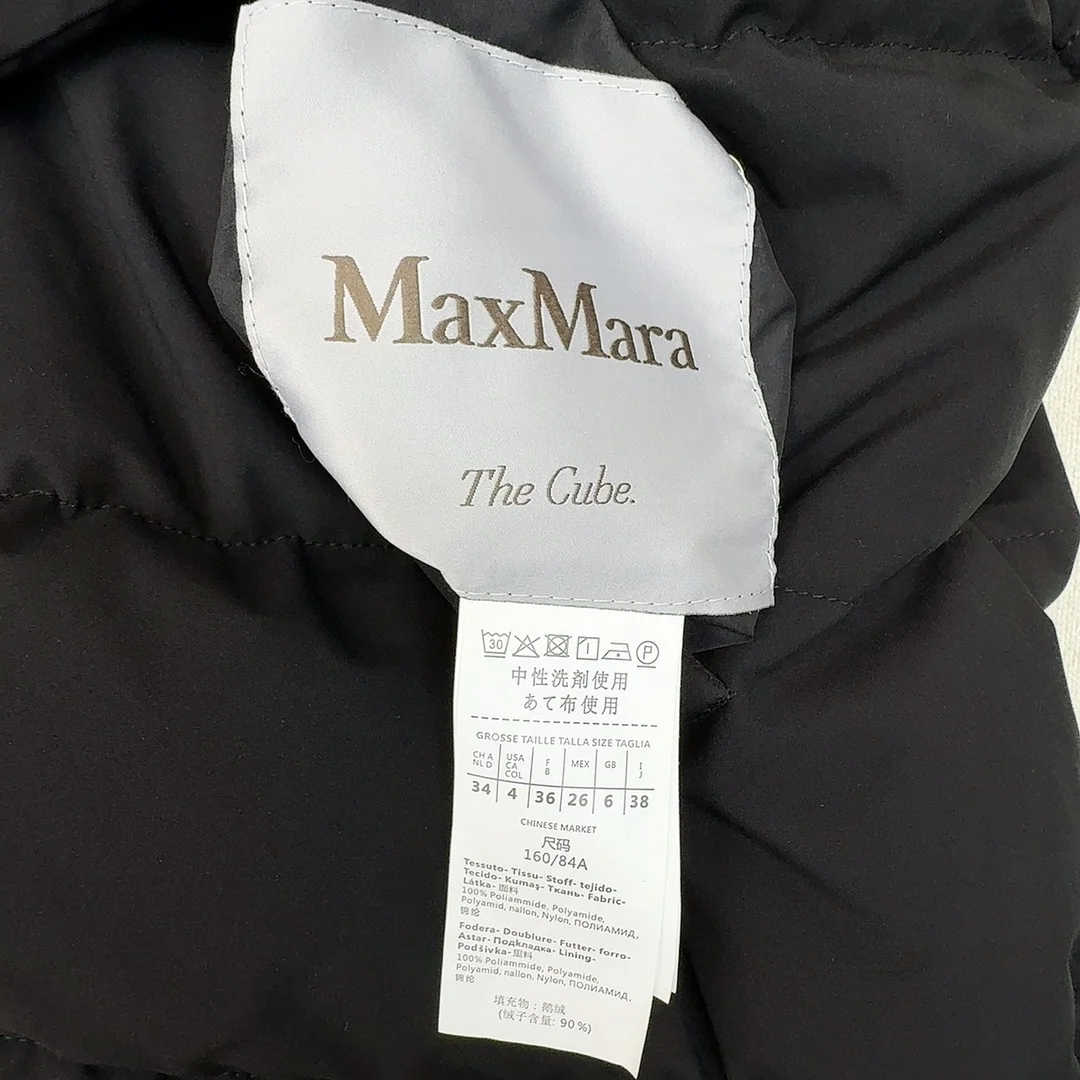 MaxMara
The Cube.
30 P
中性洗剤使用
あて布使用
GRÖSSE TAILLE TALLA SIZE TAGLIA
CH A USA F MEX GB I
NL D CA B J
COL
34 4 36 26 6 38
CHINESE MARKET
尺码
160/84A
Tessuto- Tissu- Stoff- tejido-
Tecido- Kumaş- Ткань- Fabric-
Látka- 面料
100% Poliammide, Polyamide,
Polyamid, nallon, Nylon, ПОЛИАМИД,
锦纶
Fodera- Doublure- Futter- forro-
Astar- Подкладка- Lining-
Podšivka- 里料
100% Poliammide, Polyamide,
Polyamid, nallon, Nylon, ПОЛИАМИД,
锦纶
填充物：鹅绒
(绒子含量: 90%)